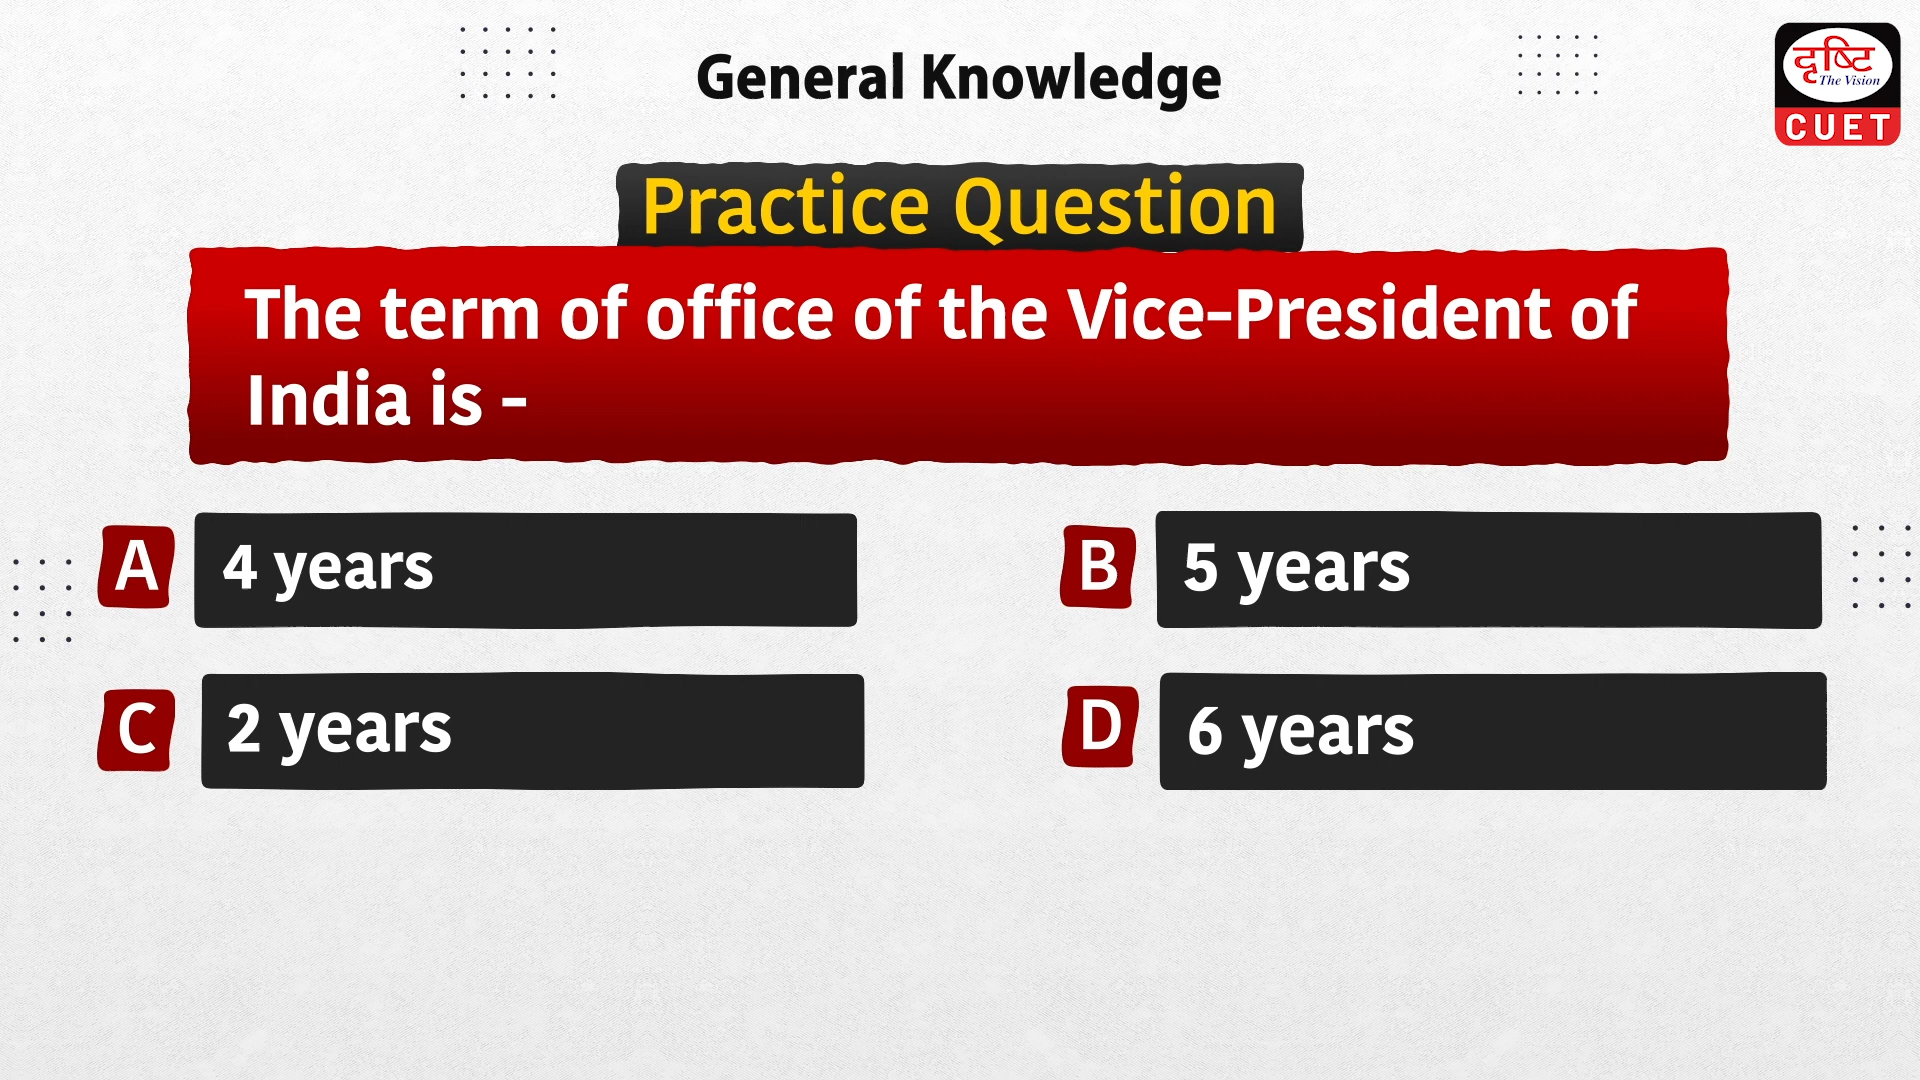 General Knowledge
दृष्टि
The Vision
CUET
Practice Question
The term of office of the Vice-President of
India is -
A 4 years
B 5 years
C 2 years
D 6 years